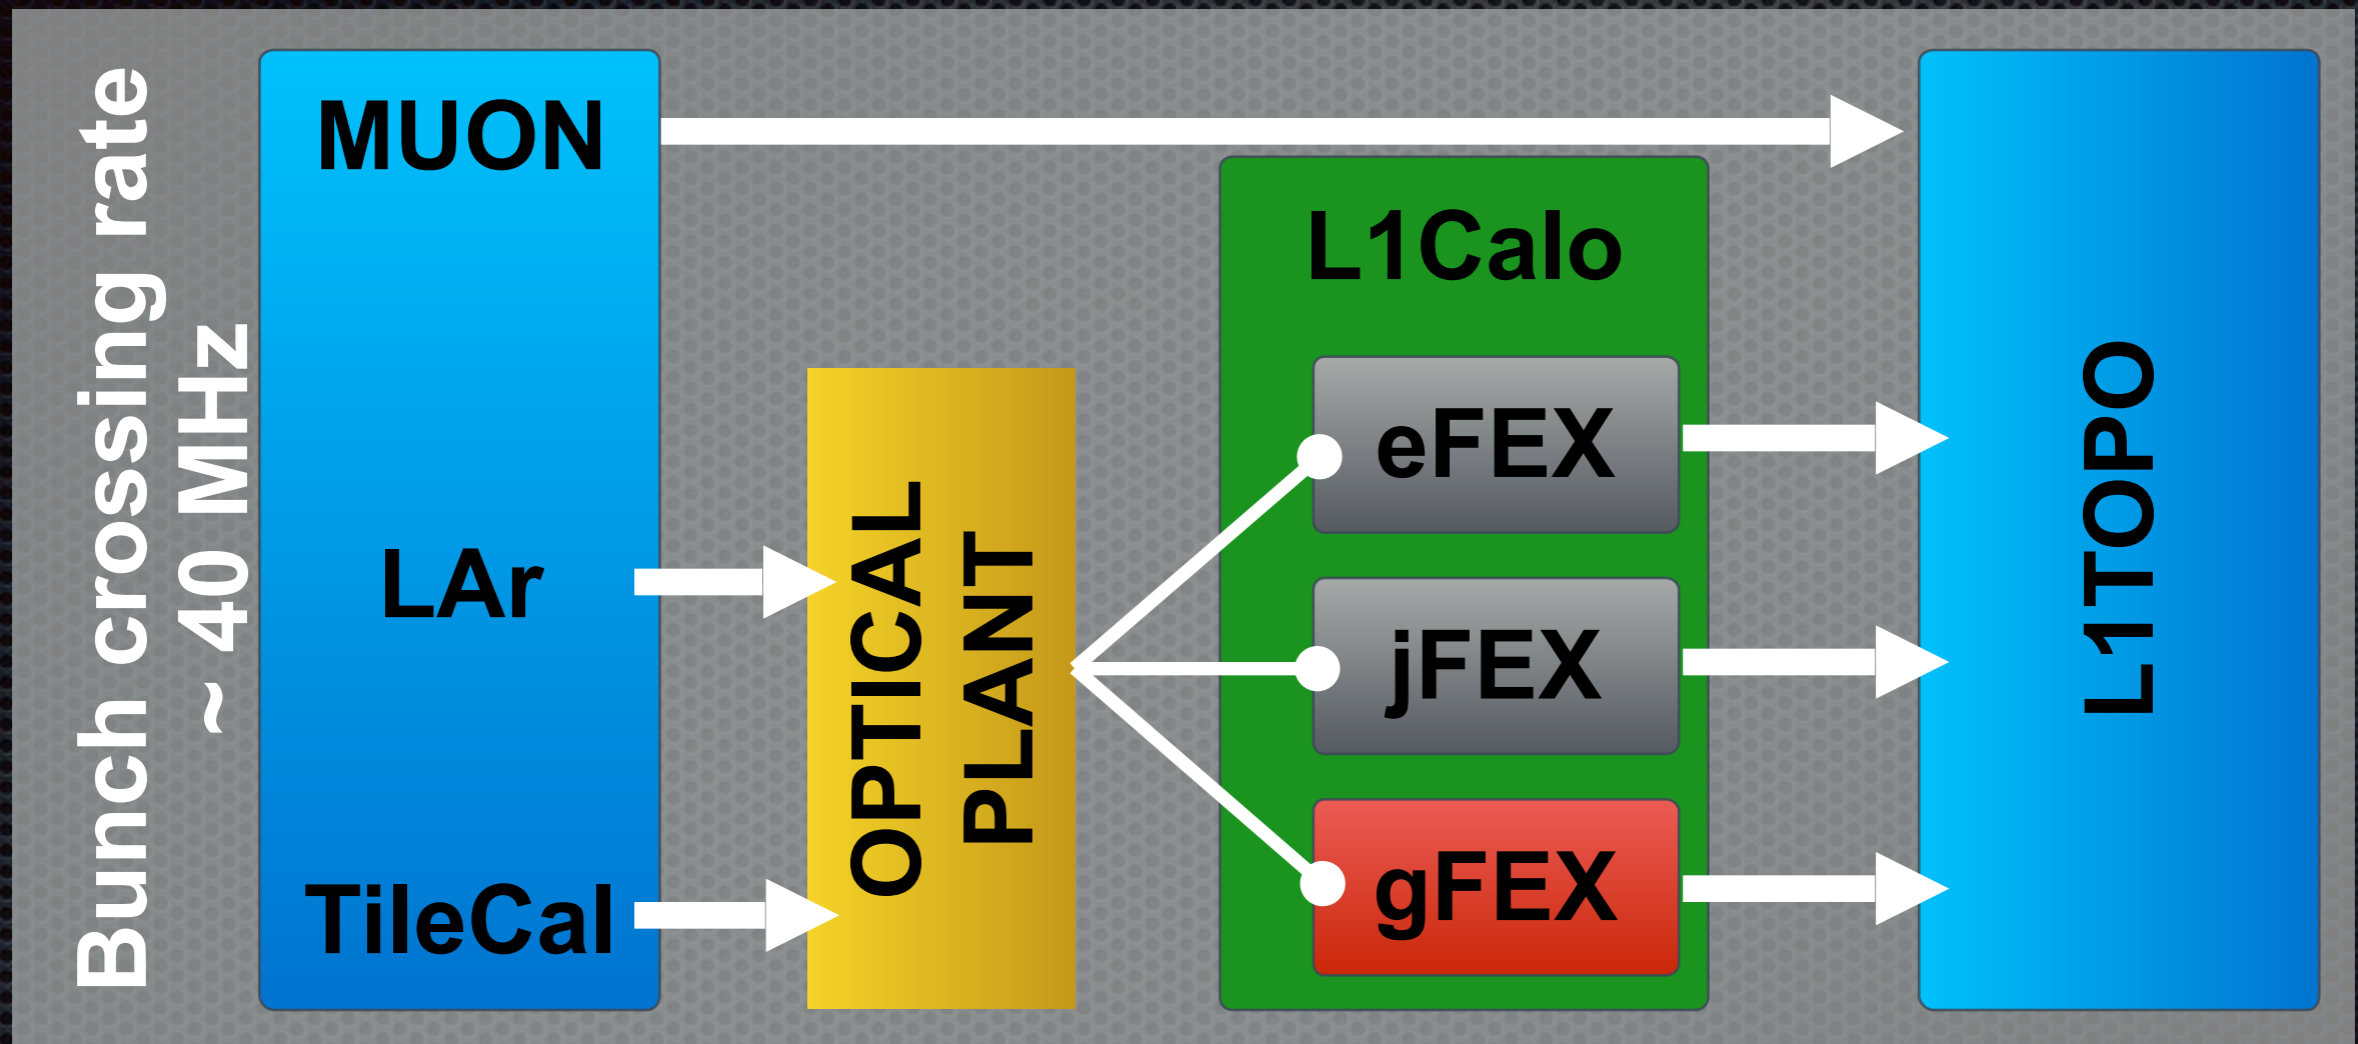 Bunch crossing rate
~ 40 MHz
MUON
LAr
TileCal
OPTICAL
PLANT
L1Calo
eFEX
jFEX
gFEX
L1TOPO